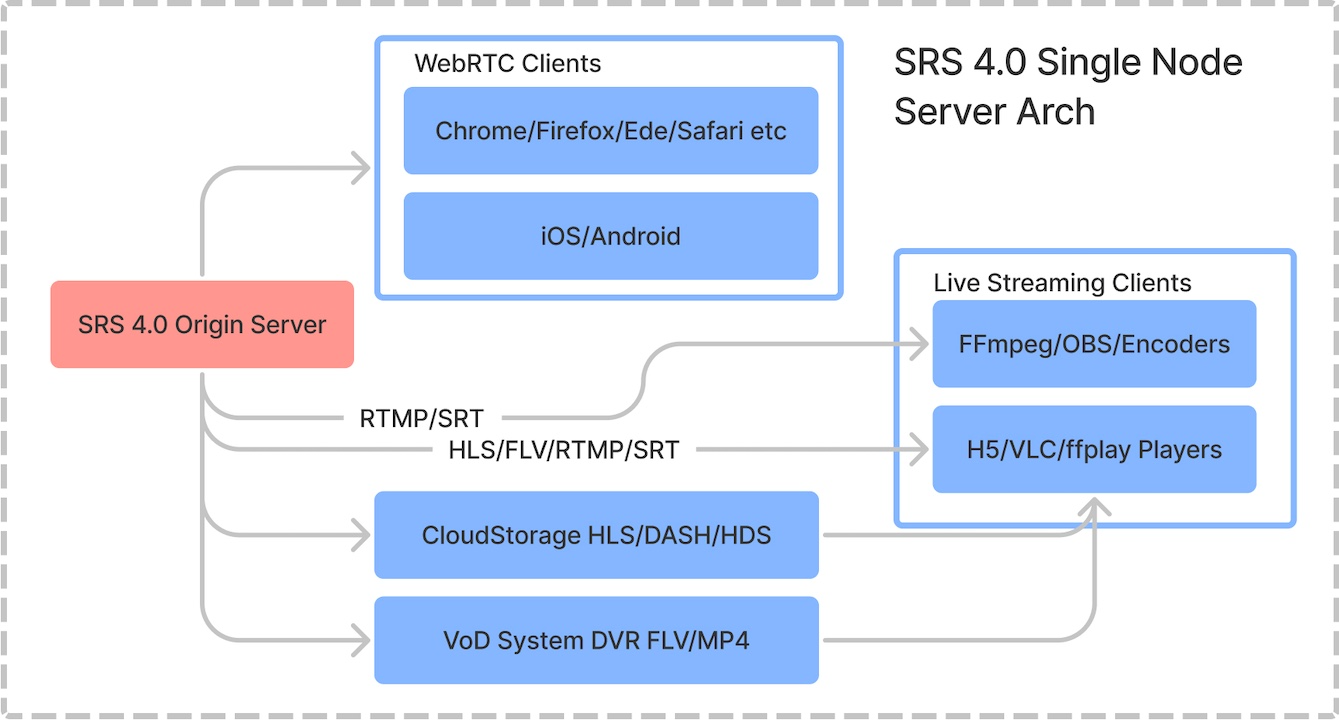 WebRTC Clients
Chrome/Firefox/Ede/Safari etc
iOS/Android
SRS 4.0 Single Node
Server Arch
SRS 4.0 Origin Server
Live Streaming Clients
FFmpeg/OBS/Encoders
H5/VLC/ffplay Players
RTMP/SRT
HLS/FLV/RTMP/SRT
CloudStorage HLS/DASH/HDS
VoD System DVR FLV/MP4